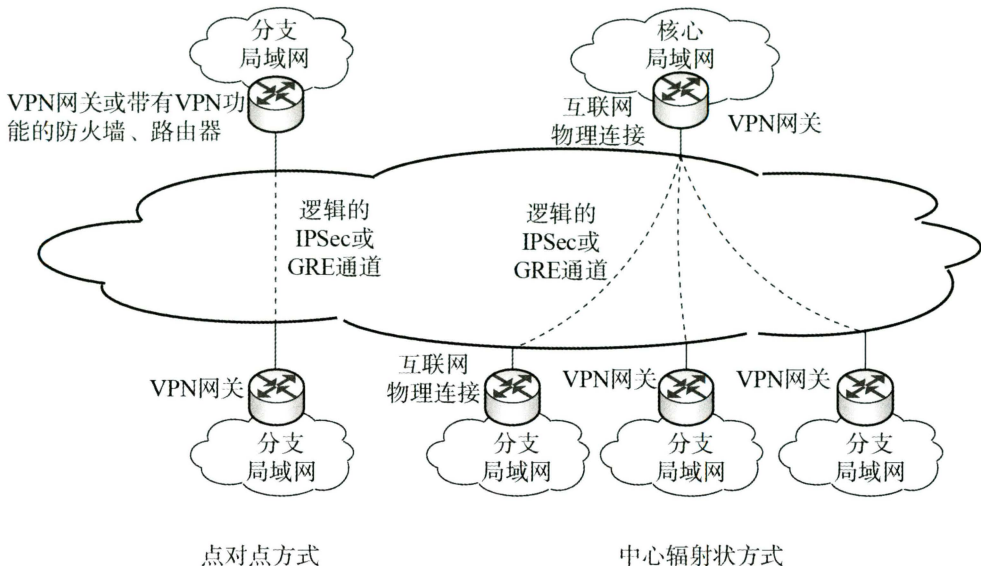 分支
局域网
核心
局域网
VPN网关或带有VPN功
能的防火墙、路由器
互联网
物理连接
VPN网关
逻辑的
IPSec或
GRE通道
逻辑的
IPSec或
GRE通道
VPN网关
互联网
物理连接
VPN网关
VPN网关
分支
局域网
分支
局域网
分支
局域网
分支
局域网
点对点方式
中心辐射状方式